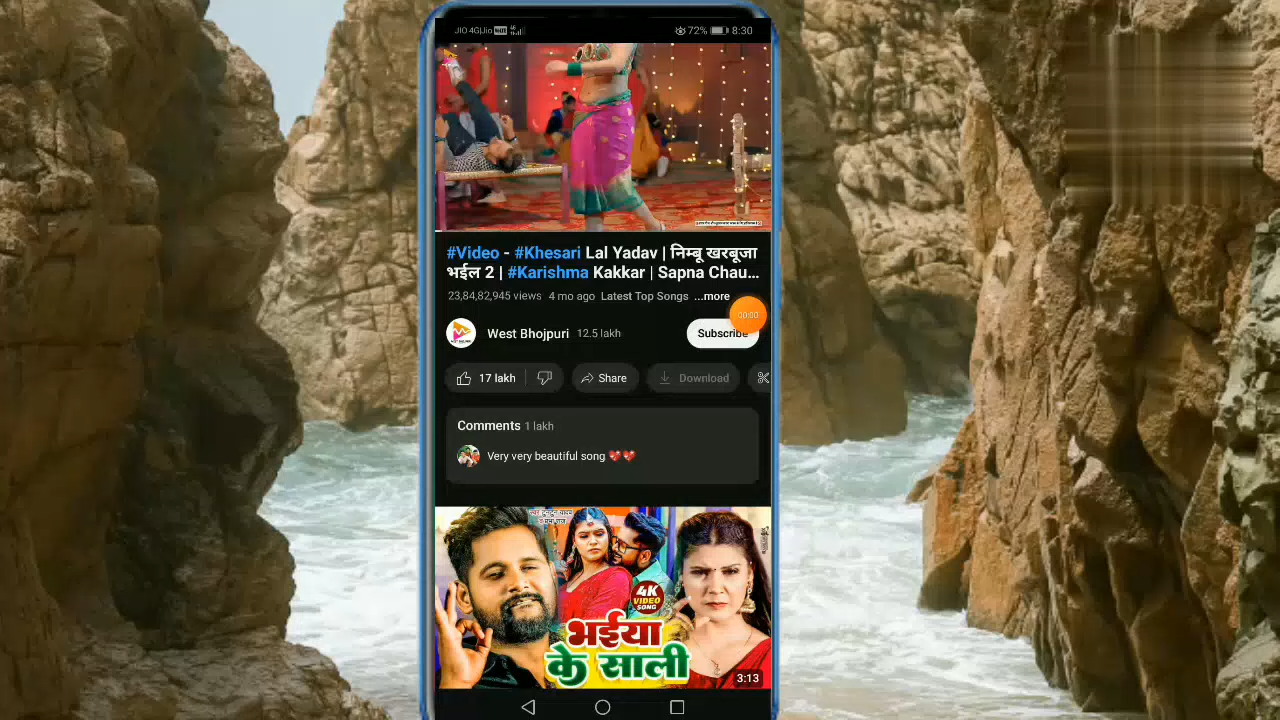 JIO 4G|Jio
72% 8:30
#Video - #Khesari Lal Yadav | निम्बू खरबूजा
भईल 2 | #Karishma Kakkar | Sapna Chau...
23,84,82,945 views 4 mo ago Latest Top Songs ...more
00:00
West Bhojpuri 12.5 lakh Subscribe
17 lakh Share Download
Comments 1 lakh
Very very beautiful song
4K
VIDEO
SONG
भईया
के साली
3:13